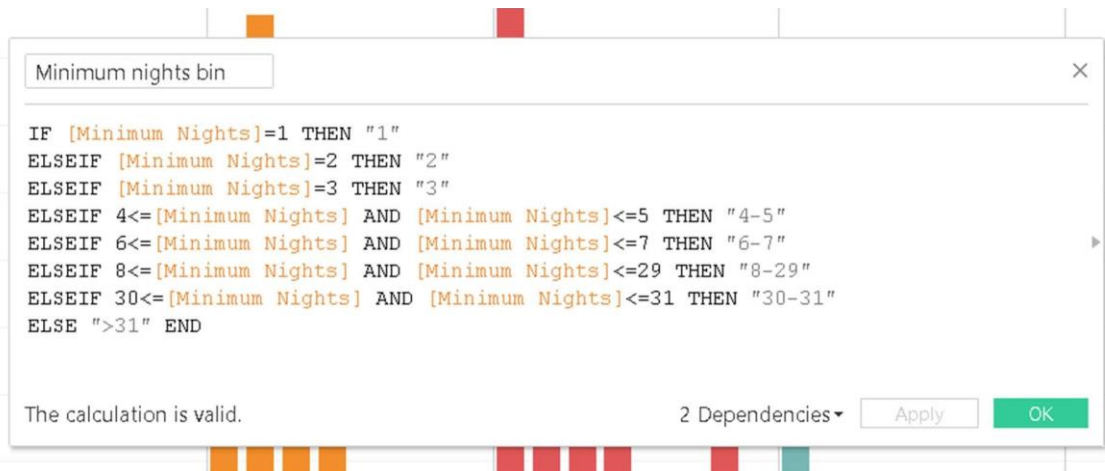 Minimum nights bin
IF [Minimum Nights]=1 THEN "1"
ELSEIF [Minimum Nights]=2 THEN "2"
ELSEIF [Minimum Nights]=3 THEN "3"
ELSEIF 4<=[Minimum Nights] AND [Minimum Nights]<=5 THEN "4-5"
ELSEIF 6<=[Minimum Nights] AND [Minimum Nights]<=7 THEN "6-7"
ELSEIF 8<=[Minimum Nights] AND [Minimum Nights]<=29 THEN "8-29"
ELSEIF 30<=[Minimum Nights] AND [Minimum Nights]<=31 THEN "30-31"
ELSE ">31" END
The calculation is valid. 2 Dependencies Apply OK